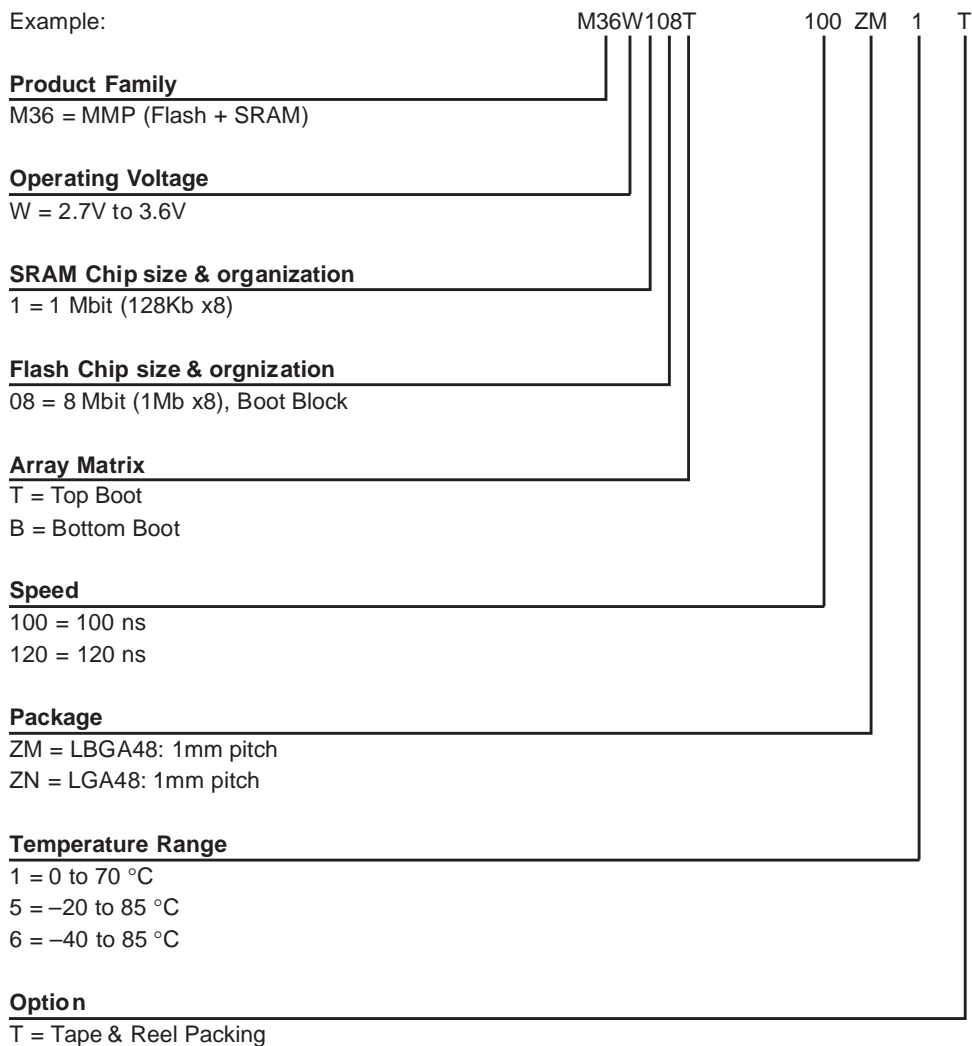 Example: M36W108T 100 ZM 1 T
Product Family
M36 = MMP (Flash + SRAM)
Operating Voltage
W = 2.7V to 3.6V
SRAM Chip size & organization
1 = 1 Mbit (128Kb x8)
Flash Chip size & orgnization
08 = 8 Mbit (1Mb x8), Boot Block
Array Matrix
T = Top Boot
B = Bottom Boot
Speed
100 = 100 ns
120 = 120 ns
Package
ZM = LBGA48: 1mm pitch
ZN = LGA48: 1mm pitch
Temperature Range
1 = 0 to 70 °C
5 = –20 to 85 °C
6 = –40 to 85 °C
Option
T = Tape & Reel Packing